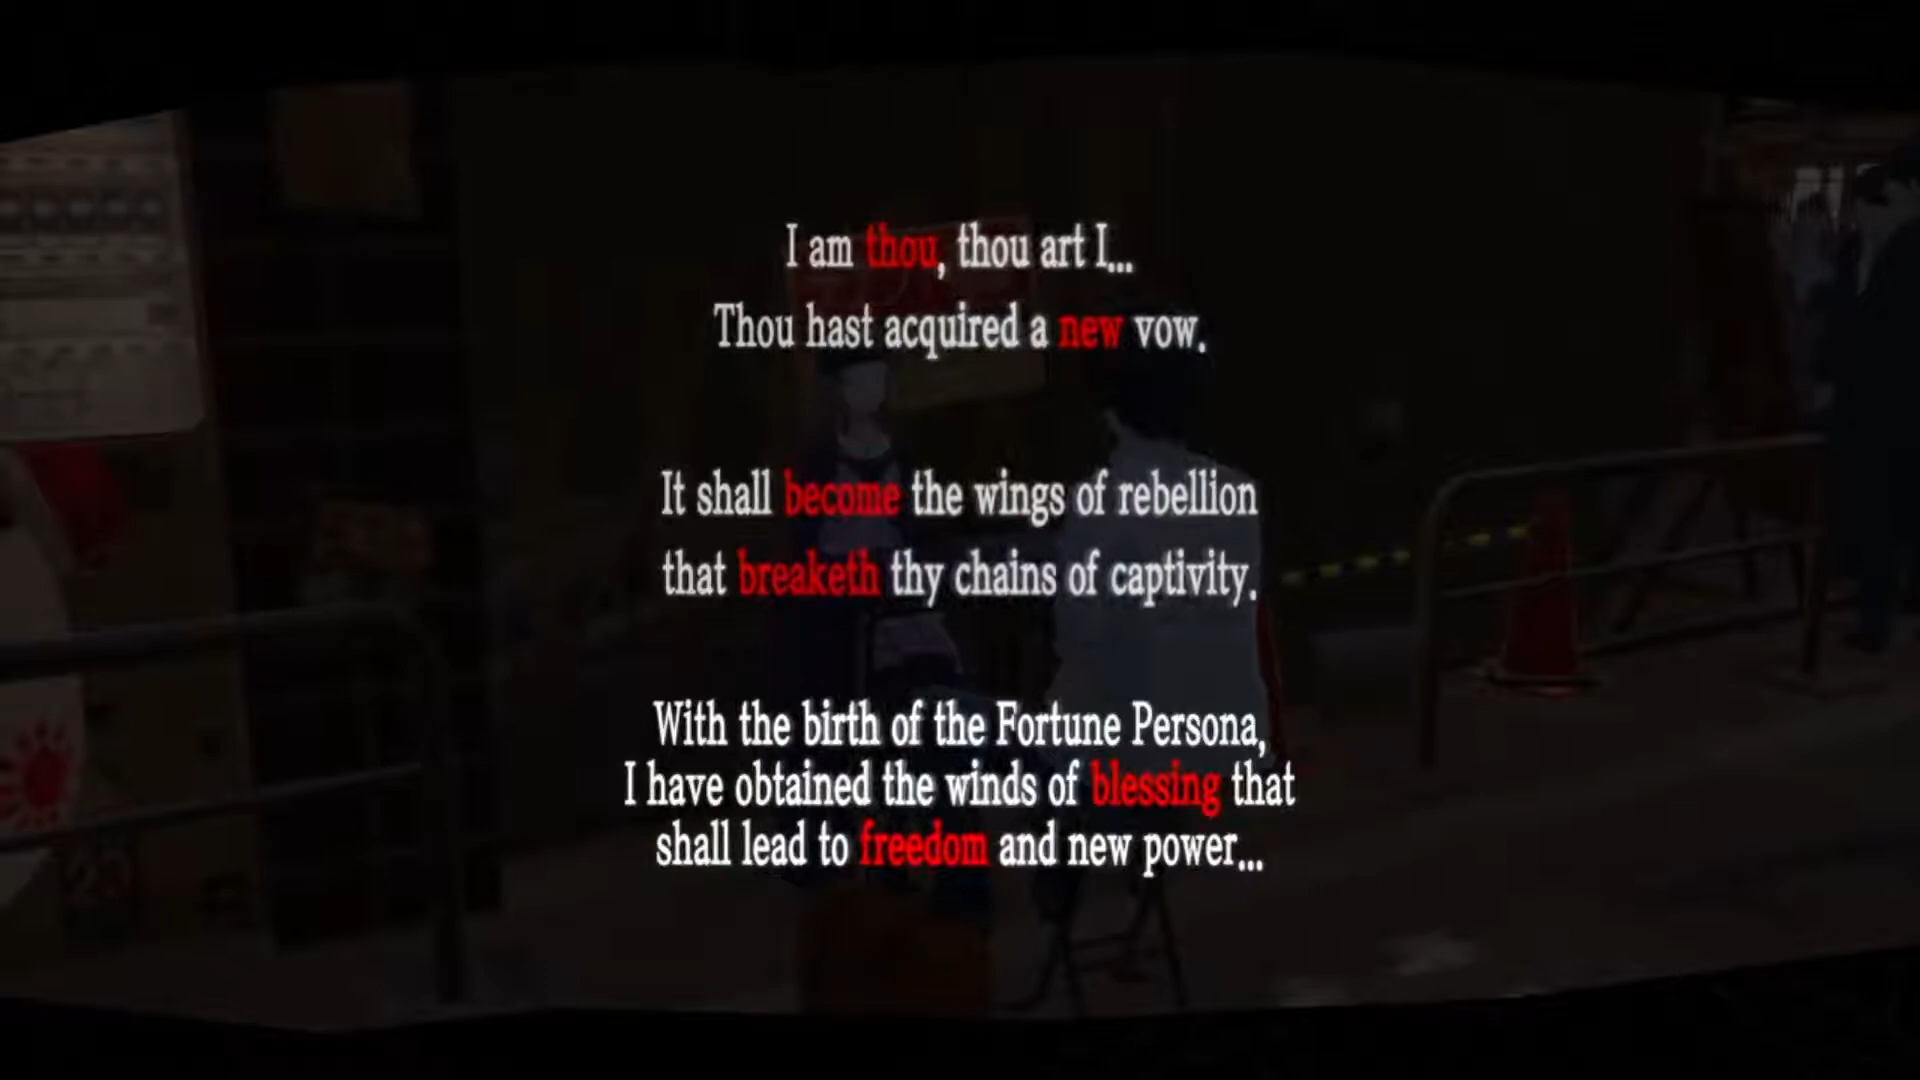 I am thou, thou art I...
Thou hast acquired a new vow.
It shall become the wings of rebellion
that breaketh thy chains of captivity.
With the birth of the Fortune Persona,
I have obtained the winds of blessing that
shall lead to freedom and new power...